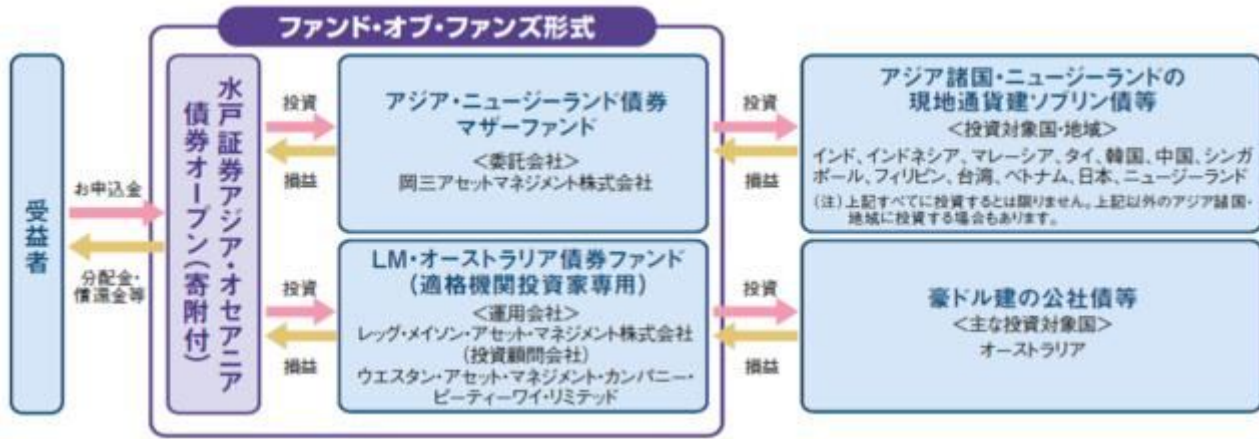 ファンド・オブ・ファンズ形式
受益者
お申込金
分配金・
償還金等
水戸証券アジア・オセアニア
債券オープン(寄附付)
投資
損益
アジア・ニュージーランド債券
マザーファンド
<委託会社>
岡三アセットマネジメント株式会社
投資
損益
アジア諸国・ニュージーランドの
現地通貨建ソブリン債等
<投資対象国・地域>
インド、インドネシア、マレーシア、タイ、韓国、中国、シンガ
ポール、フィリピン、台湾、ベトナム、日本、ニュージーランド
(注)上記すべてに投資するとは限りません。上記以外のアジア諸国・
地域に投資する場合もあります。
投資
損益
LM・オーストラリア債券ファンド
(適格機関投資家専用)
<運用会社>
レッグ・メイソン・アセット・マネジメント株式会社
(投資顧問会社)
ウエスタン・アセット・マネジメント・カンパニー・
ピーティーワイ・リミテッド
投資
損益
豪ドル建の公社債等
<主な投資対象国>
オーストラリア